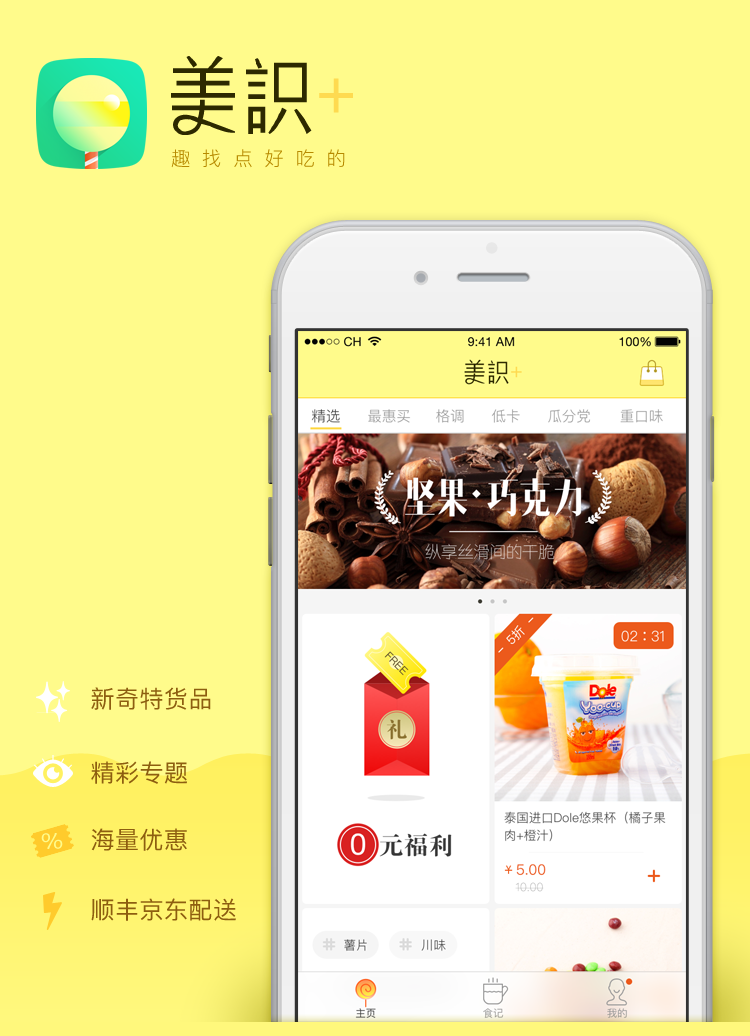 美識+
趣找点好吃的
CH
9:41 AM
100%
美識+
精选
最惠买
格调
低卡
瓜分党
重口味
坚果·巧克力
纵享丝滑间的干脆
FREE
礼
0元福利
5折
02:31
Dole
Yoo-cup
泰国进口Dole悠果杯（橘子果
肉+橙汁）
¥ 5.00
10.00
+
# 薯片
# 川味
主页
食记
我的
新奇特货品
精彩专题
%
海量优惠
顺丰京东配送